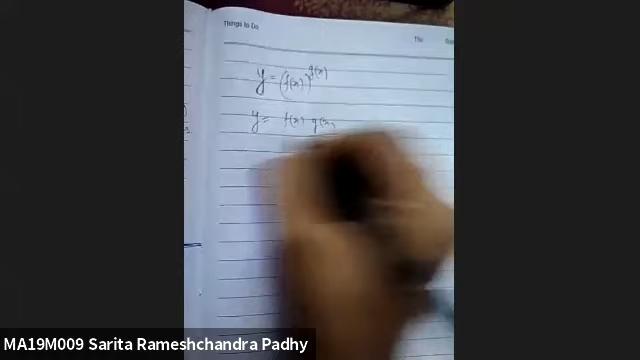 Things to Do
y = (f(x))^g(x)
y = f(x) g(x)
MA19M009 Sarita Rameshchandra Padhy